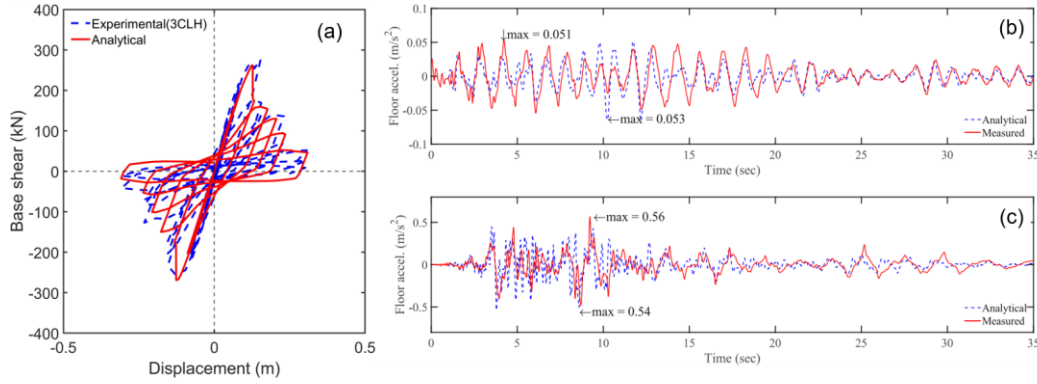 (a)
Experimental(3CLH)
Analytical
400
300
200
100
0
-100
-200
-300
-400
Base shear (kN)
-0.5
0
0.5
Displacement (m)
(b)
max = 0.051
max = 0.053
0.1
0.05
0
-0.05
-0.1
Floor accel. (m/s²)
Analytical
Measured
0 5 10 15 20 25 30 35
Time (sec)
(c)
max = 0.56
max = 0.54
0.5
0
-0.5
Floor accel. (m/s²)
Analytical
Measured
0 5 10 15 20 25 30 35
Time (sec)